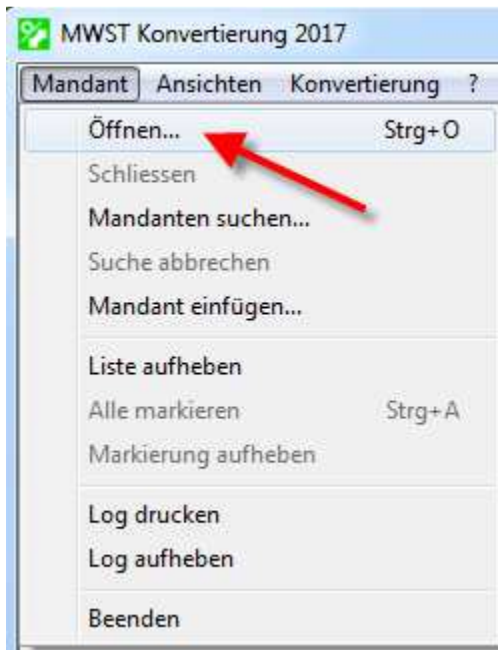 MWST Konvertierung 2017
Mandant Ansichten Konvertierung ?
Öffnen... Strg+O
Schliessen
Mandanten suchen...
Suche abbrechen
Mandant einfügen...
Liste aufheben
Alle markieren Strg+A
Markierung aufheben
Log drucken
Log aufheben
Beenden